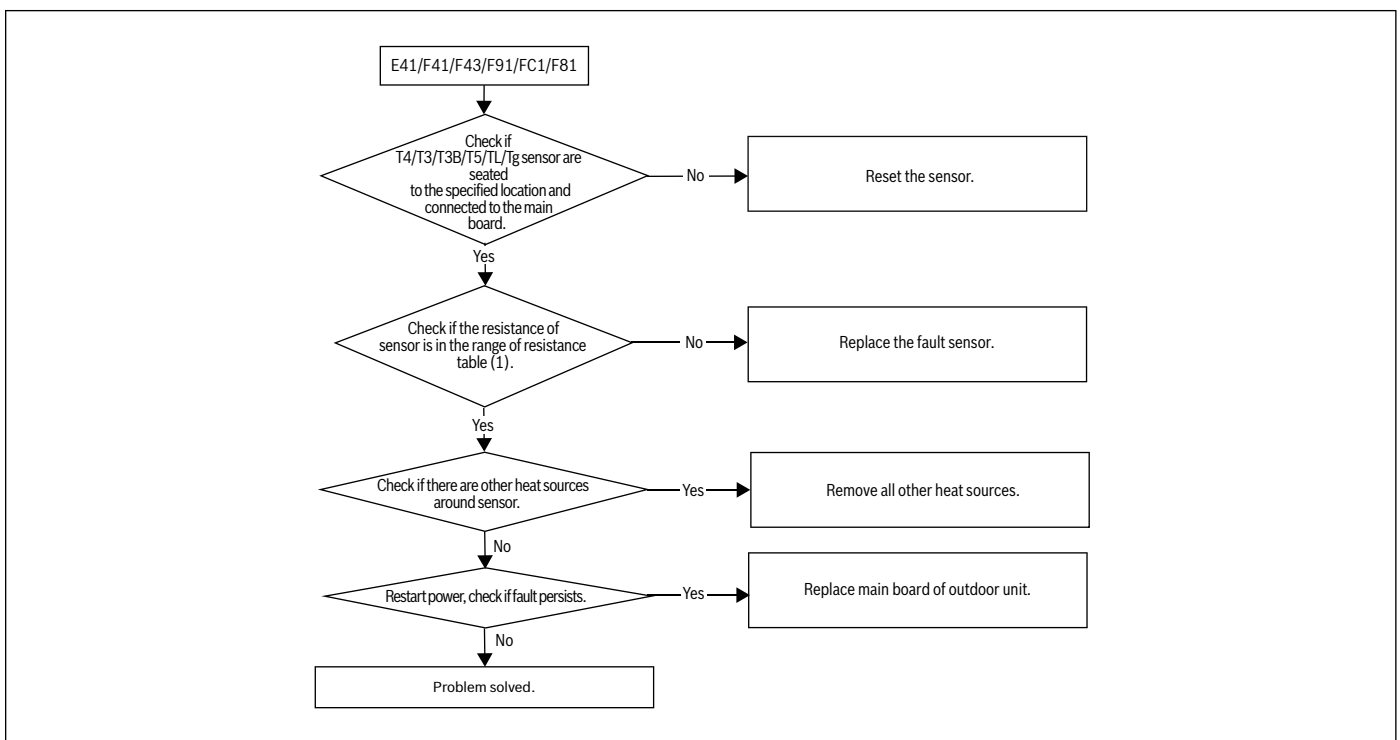 E41/F41/F43/F91/FC1/F81
Check if
T4/T3/T3B/T5/TL/Tg sensor are
seated
to the specified location and
connected to the main
board.
No
Reset the sensor.
Yes
Check if the resistance of
sensor is in the range of resistance
table (1).
No
Replace the fault sensor.
Yes
Check if there are other heat sources
around sensor.
Yes
Remove all other heat sources.
No
Restart power, check if fault persists.
Yes
Replace main board of outdoor unit.
No
Problem solved.